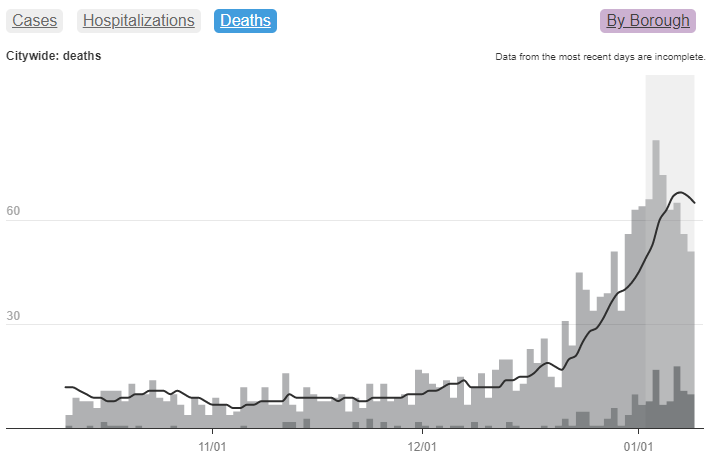 Cases Hospitalizations Deaths By Borough
Citywide: deaths Data from the most recent days are incomplete.
60
30
11/01 12/01 01/01